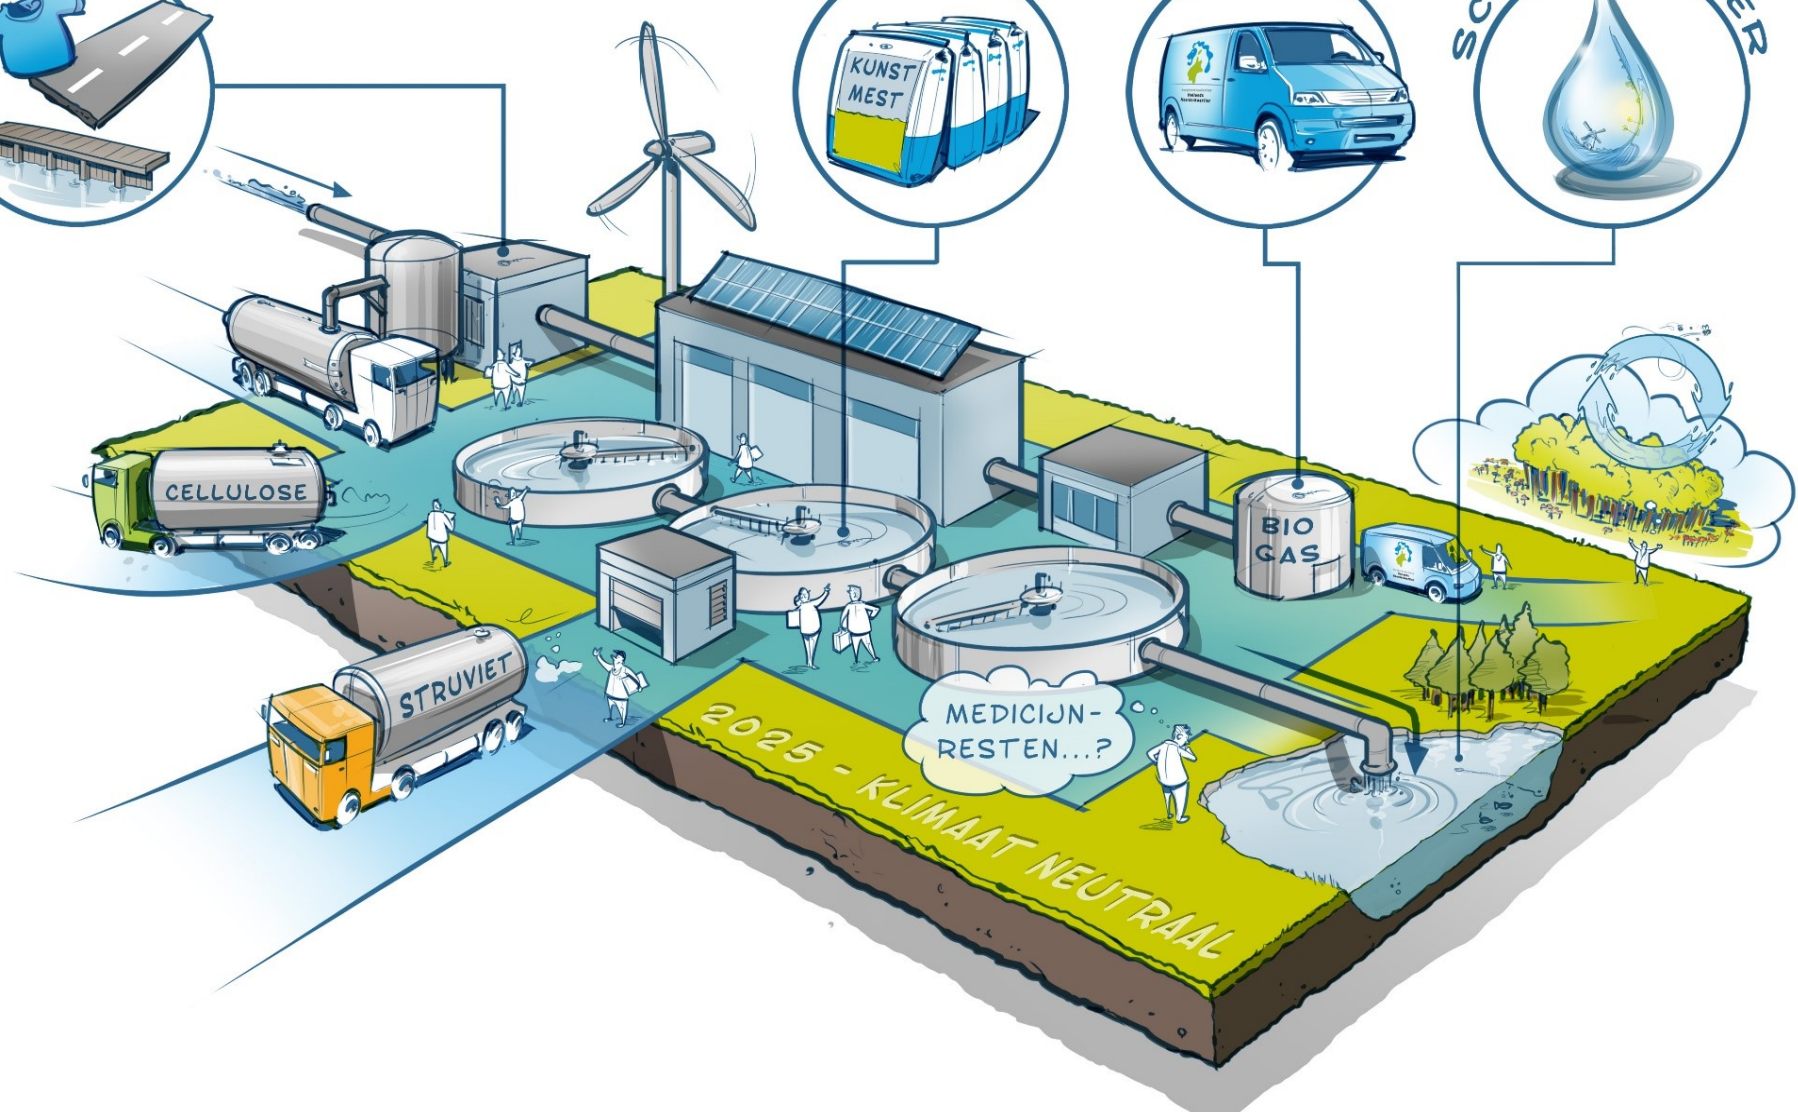 KUNST
MEST
CELLULOSE
BIO
GAS
STRUVIET
MEDICIJN-
RESTEN...?
2025 - KLIMAAT NEUTRAAL